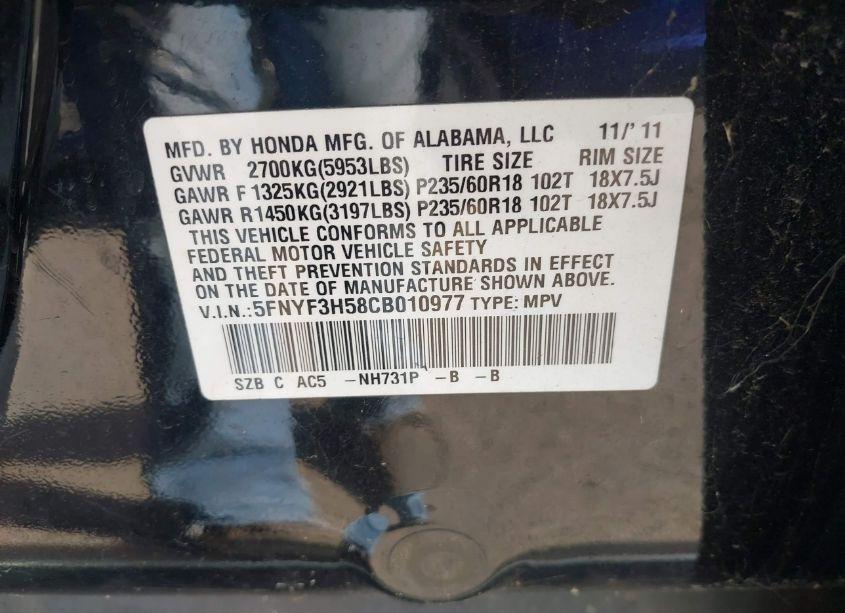 MFD. BY HONDA MFG. OF ALABAMA, LLC 11/' 11
GVWR 2700KG(5953LBS) TIRE SIZE RIM SIZE
GAWR F 1325KG(2921LBS) P235/60R18 102T 18X7.5J
GAWR R1450KG(3197LBS) P235/60R18 102T 18X7.5J
THIS VEHICLE CONFORMS TO ALL APPLICABLE
FEDERAL MOTOR VEHICLE SAFETY
AND THEFT PREVENTION STANDARDS IN EFFECT
ON THE DATE OF MANUFACTURE SHOWN ABOVE.
V.I.N.:5FNYF3H58CB010977 TYPE: MPV
SZB C AC5 -NH731P -B -B